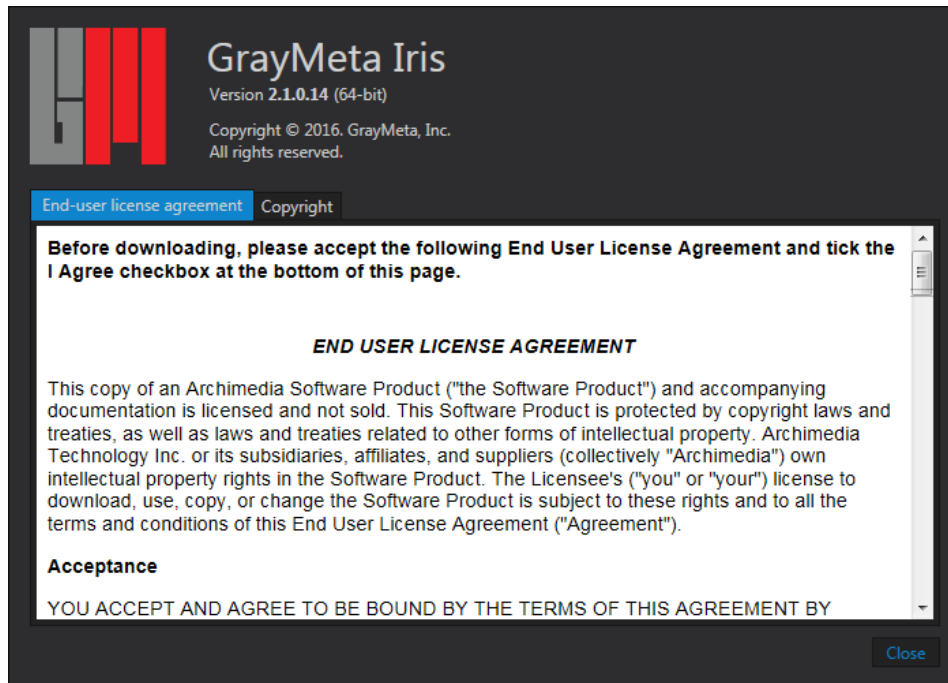 GM
GrayMeta Iris
Version 2.1.0.14 (64-bit)
Copyright © 2016. GrayMeta, Inc.
All rights reserved.
End-user license agreement Copyright
Before downloading, please accept the following End User License Agreement and tick the
I Agree checkbox at the bottom of this page.
END USER LICENSE AGREEMENT
This copy of an Archimedia Software Product ("the Software Product") and accompanying
documentation is licensed and not sold. This Software Product is protected by copyright laws and
treaties, as well as laws and treaties related to other forms of intellectual property. Archimedia
Technology Inc. or its subsidiaries, affiliates, and suppliers (collectively "Archimedia") own
intellectual property rights in the Software Product. The Licensee's ("you" or "your") license to
download, use, copy, or change the Software Product is subject to these rights and to all the
terms and conditions of this End User License Agreement ("Agreement").
Acceptance
YOU ACCEPT AND AGREE TO BE BOUND BY THE TERMS OF THIS AGREEMENT BY
Close